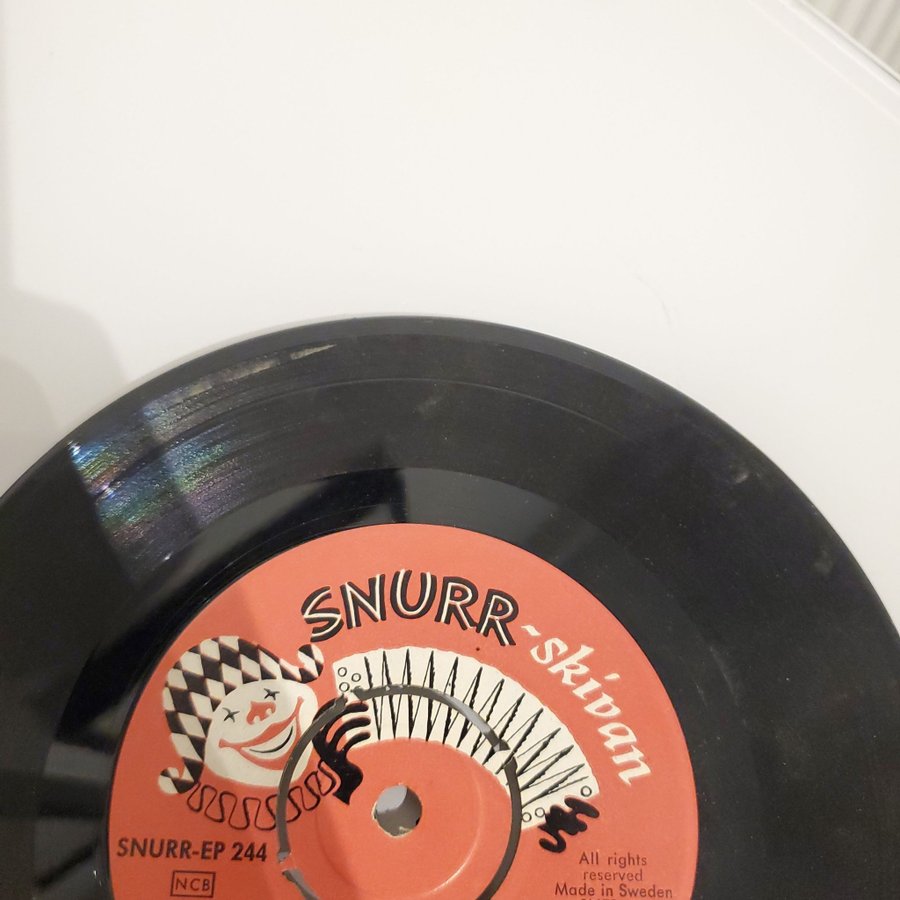 SNURR
-skivan
SNURR-EP 244
NCB
All rights
reserved
Made in Sweden